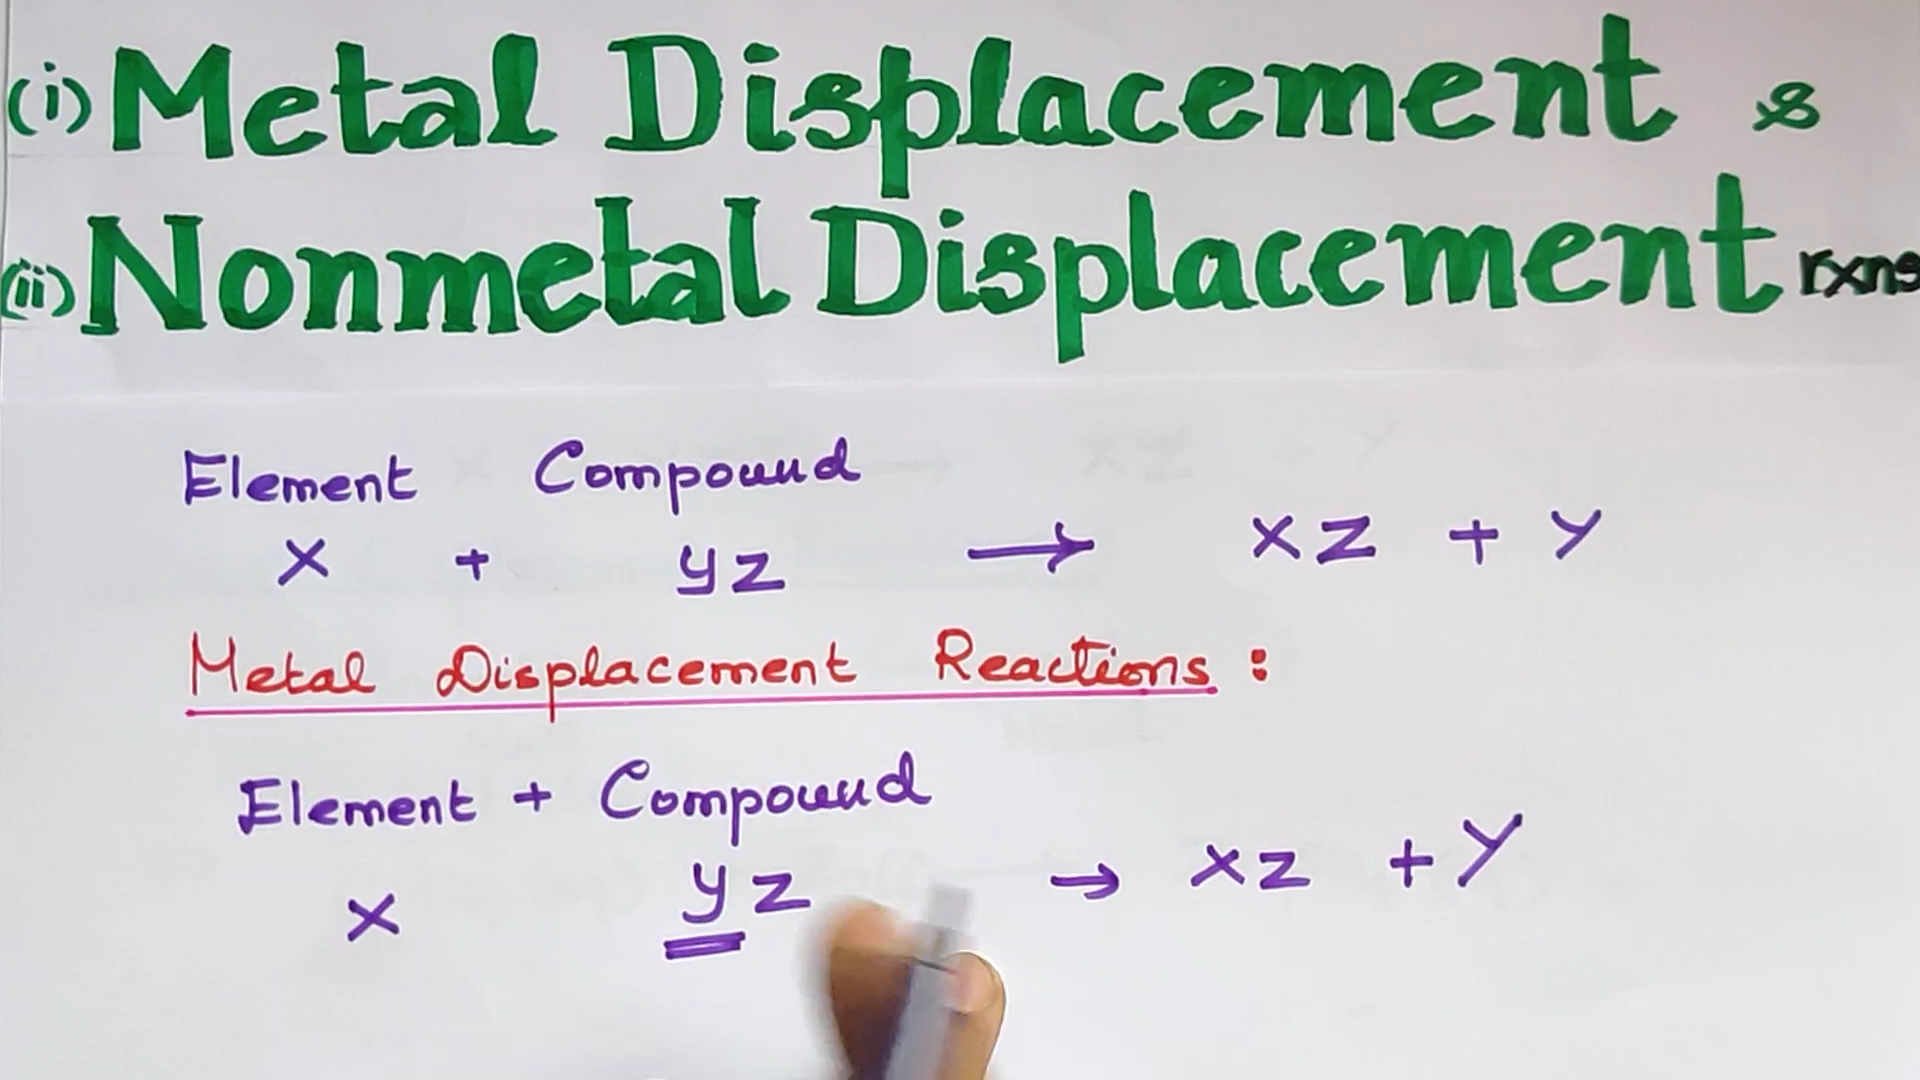 (i) Metal Displacement &
(ii) Nonmetal Displacement rxns
Element Compound
X + YZ → XZ + Y
Metal Displacement Reactions :
Element + Compound
X YZ → XZ + Y